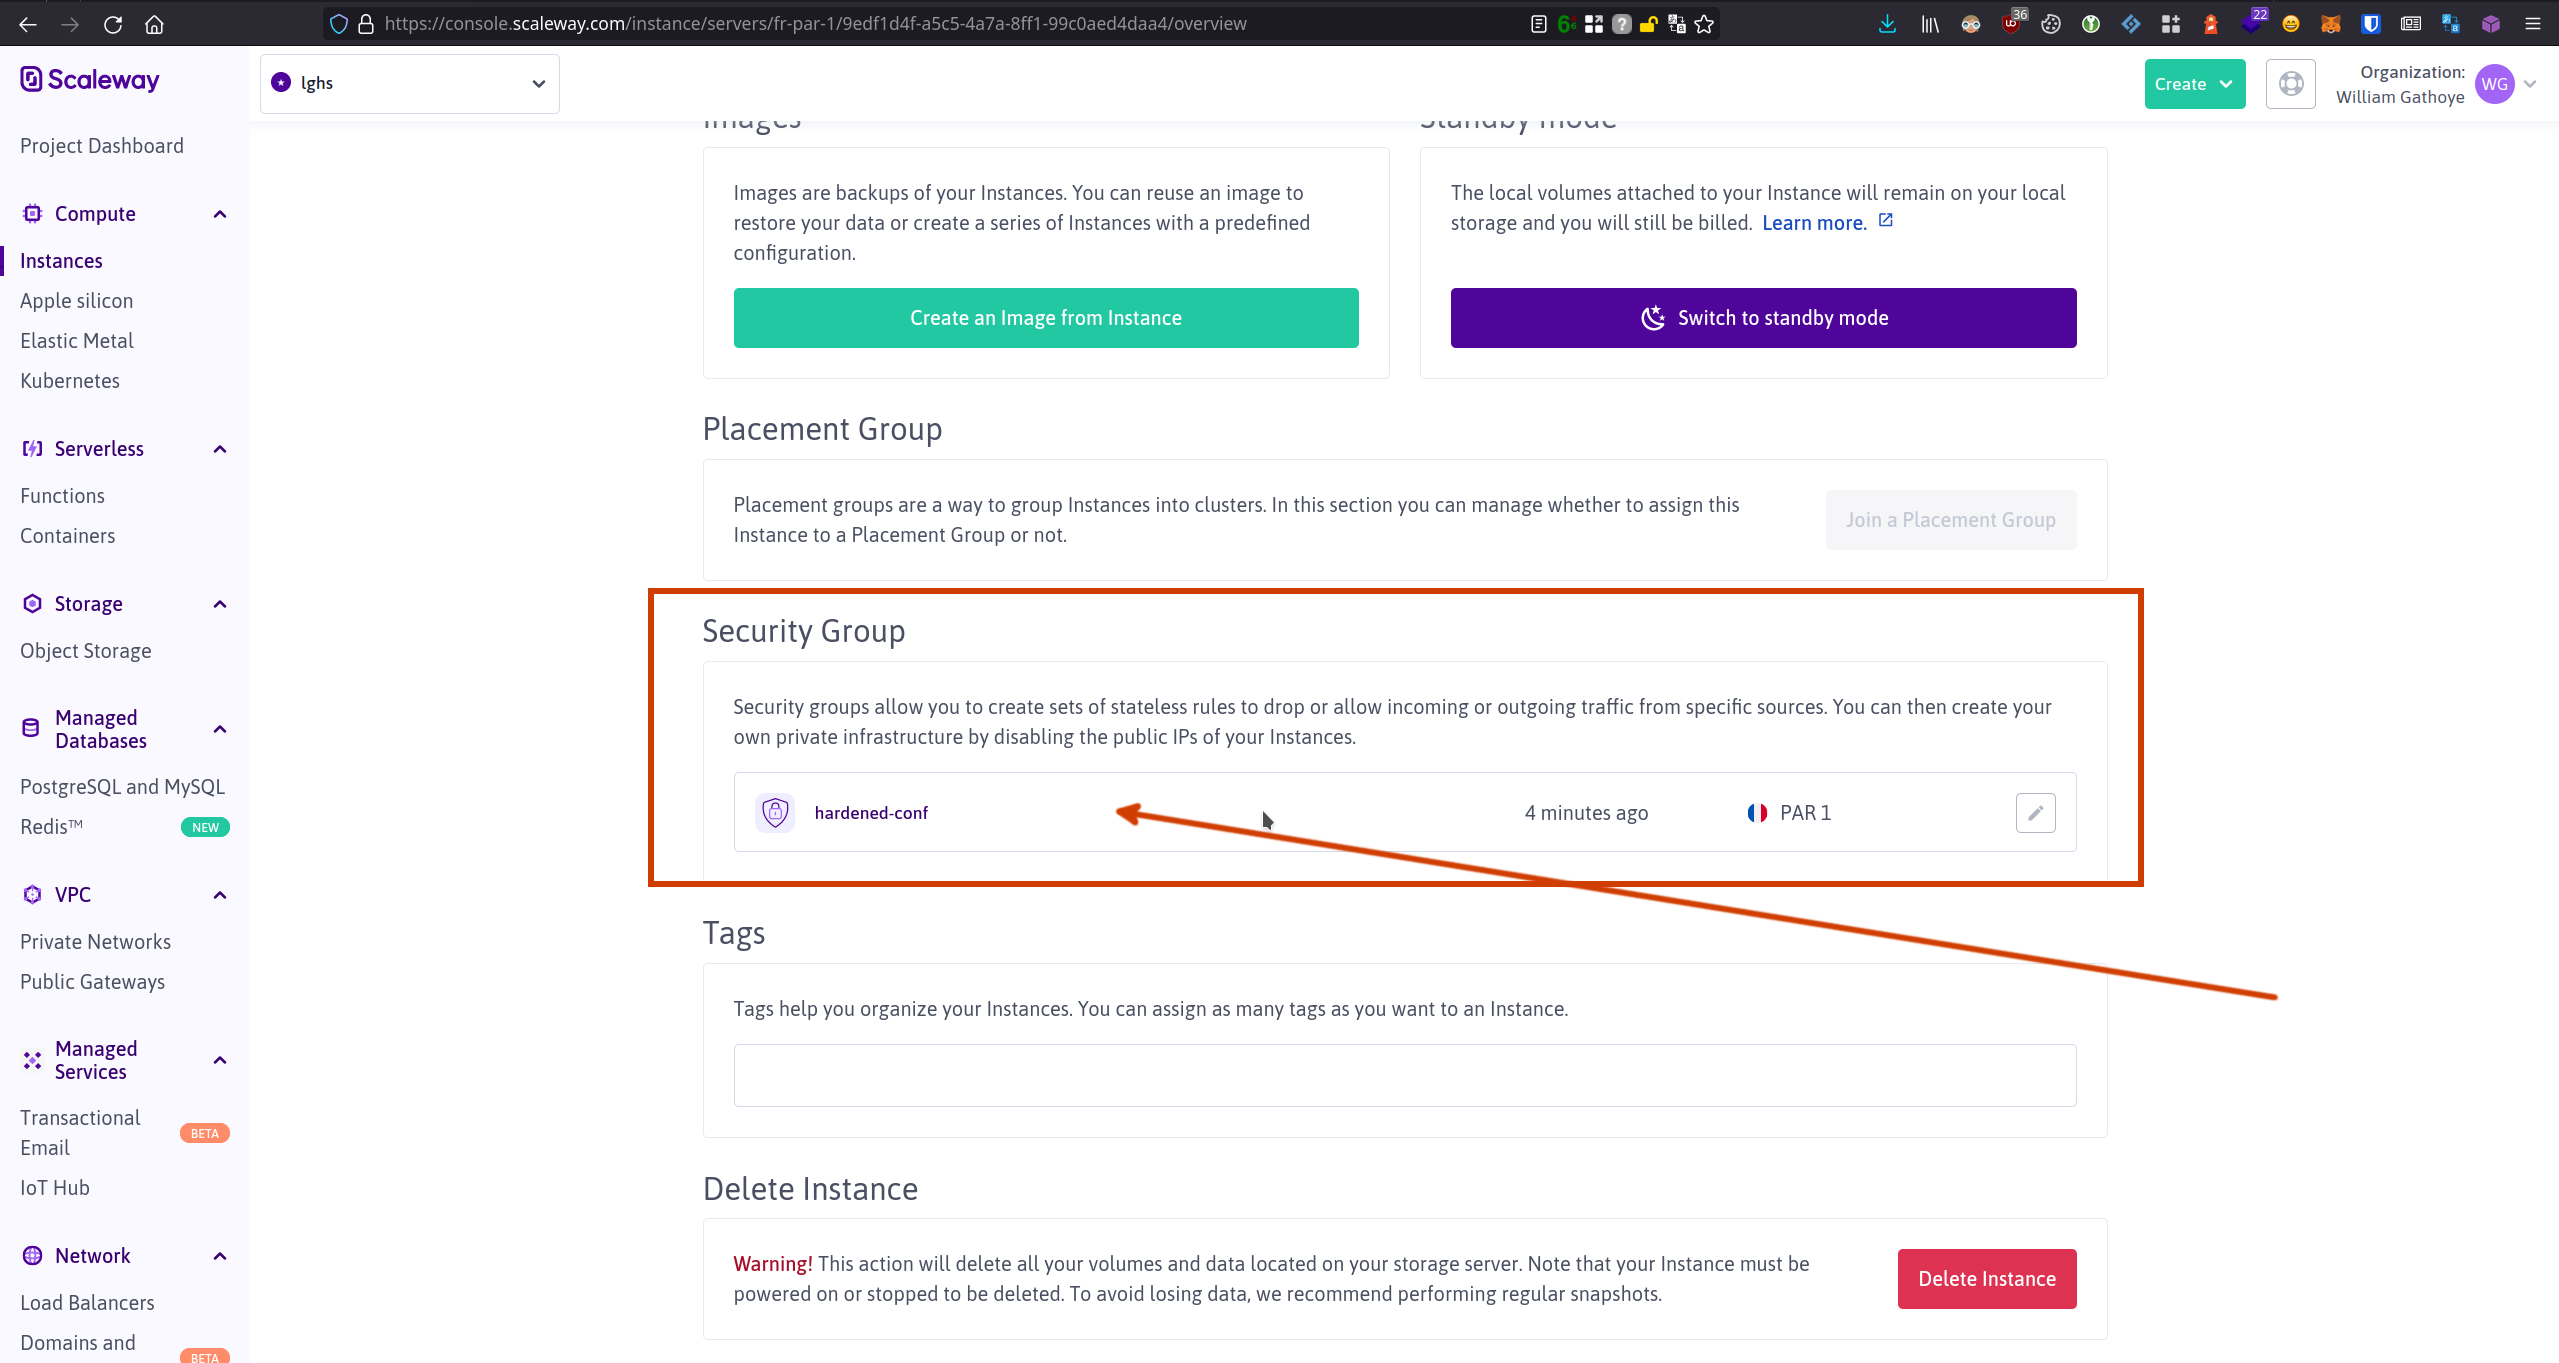 https://console.scaleway.com/instance/servers/fr-par-1/9edf1d4f-a5c5-4a7a-8ff1-99c0aed4daa4/overview
36
22
Scaleway
lghs
Create
Organization:
William Gathoye
WG
Project Dashboard
Compute
Instances
Apple silicon
Elastic Metal
Kubernetes
Serverless
Functions
Containers
Storage
Object Storage
Managed
Databases
PostgreSQL and MySQL
Redis™ NEW
VPC
Private Networks
Public Gateways
Managed
Services
Transactional
Email
BETA
IoT Hub
Network
Load Balancers
Domains and
BETA
Images
Images are backups of your Instances. You can reuse an image to
restore your data or create a series of Instances with a predefined
configuration.
Create an Image from Instance
Standby mode
The local volumes attached to your Instance will remain on your local
storage and you will still be billed. Learn more.
Switch to standby mode
Placement Group
Placement groups are a way to group Instances into clusters. In this section you can manage whether to assign this
Instance to a Placement Group or not.
Join a Placement Group
Security Group
Security groups allow you to create sets of stateless rules to drop or allow incoming or outgoing traffic from specific sources. You can then create your
own private infrastructure by disabling the public IPs of your Instances.
hardened-conf 4 minutes ago PAR 1
Tags
Tags help you organize your Instances. You can assign as many tags as you want to an Instance.
Delete Instance
Warning! This action will delete all your volumes and data located on your storage server. Note that your Instance must be
powered on or stopped to be deleted. To avoid losing data, we recommend performing regular snapshots.
Delete Instance